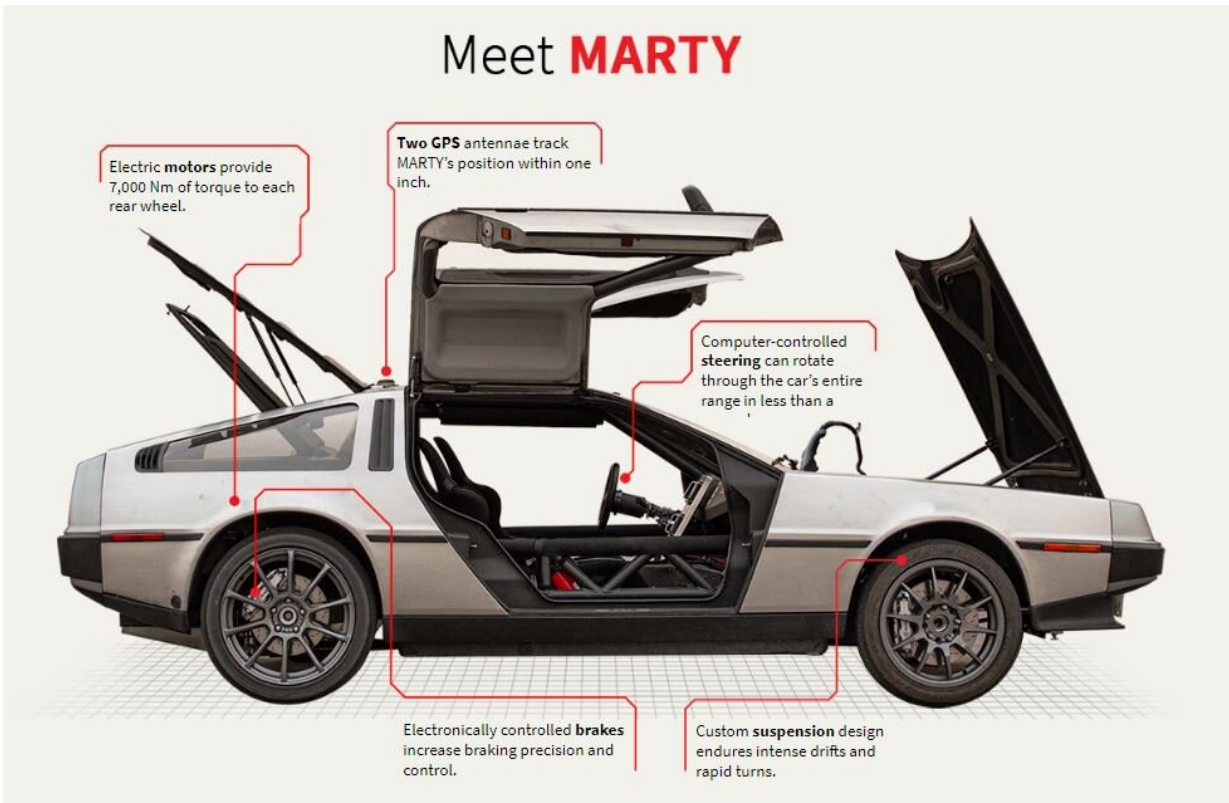 Meet MARTY
Electric motors provide
7,000 Nm of torque to each
rear wheel.
Two GPS antennae track
MARTY's position within one
inch.
Computer-controlled
steering can rotate
through the car's entire
range in less than a
Electronically controlled brakes
increase braking precision and
control.
Custom suspension design
endures intense drifts and
rapid turns.